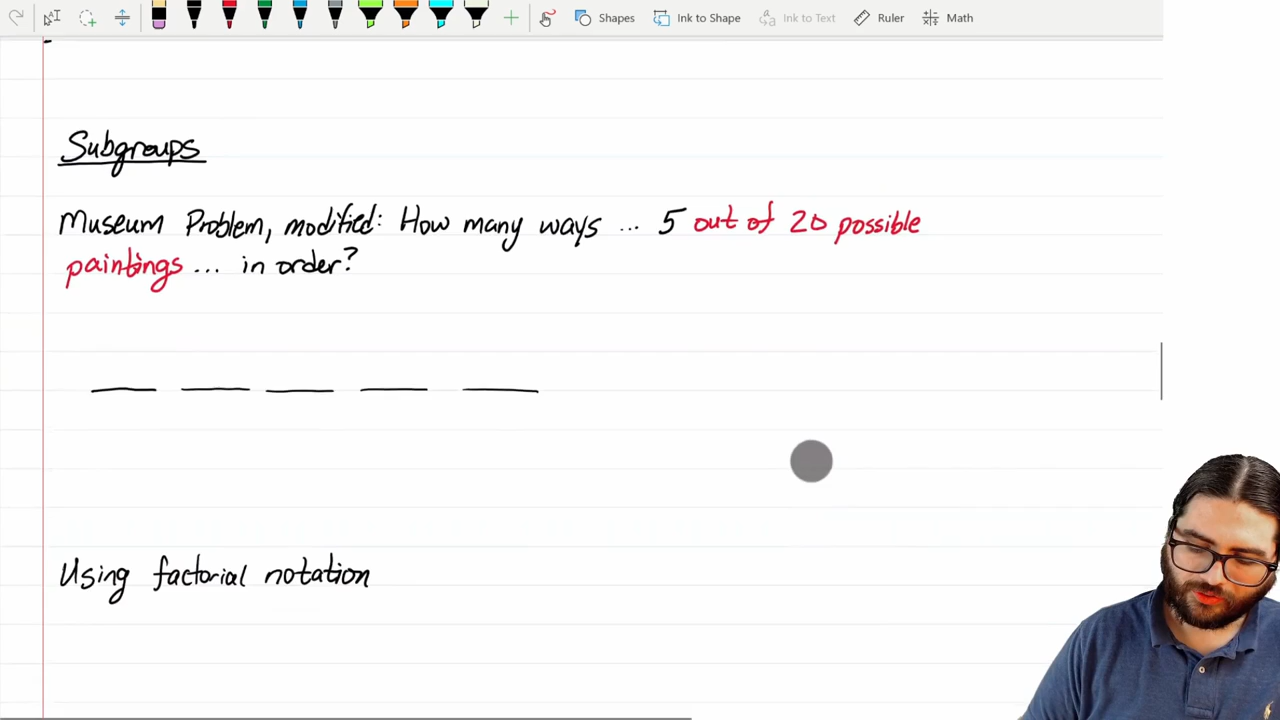 Shapes Ink to Shape Ink to Text Ruler Math
Subgroups
Museum Problem, modified: How many ways ... 5 out of 20 possible
paintings ... in order?
Using factorial notation